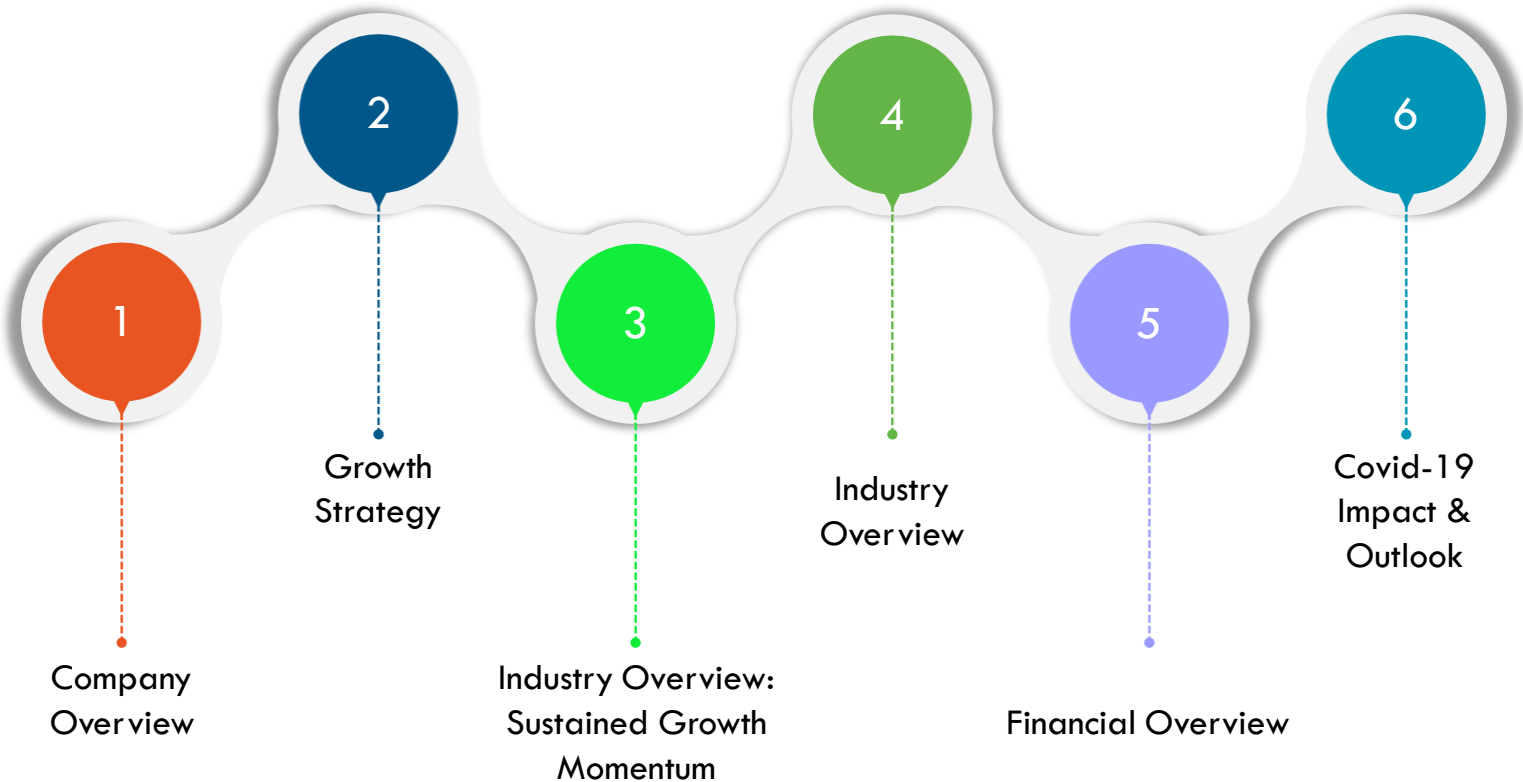 1
Company
Overview
2
Growth
Strategy
3
Industry Overview:
Sustained Growth
Momentum
4
Industry
Overview
5
Financial Overview
6
Covid-19
Impact &
Outlook